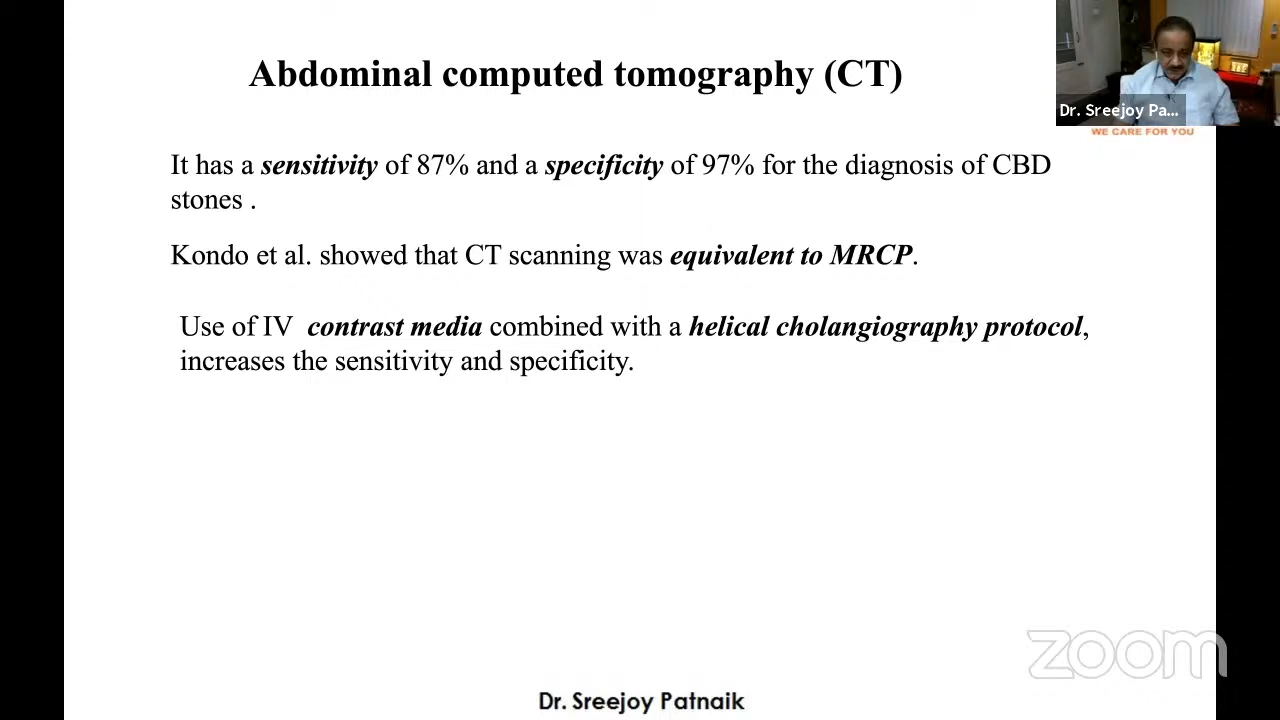 Abdominal computed tomography (CT)
Dr. Sreejoy Pa...
WE CARE FOR YOU
It has a sensitivity of 87% and a specificity of 97% for the diagnosis of CBD
stones .
Kondo et al. showed that CT scanning was equivalent to MRCP.
Use of IV contrast media combined with a helical cholangiography protocol,
increases the sensitivity and specificity.
zoom
Dr. Sreejoy Patnaik